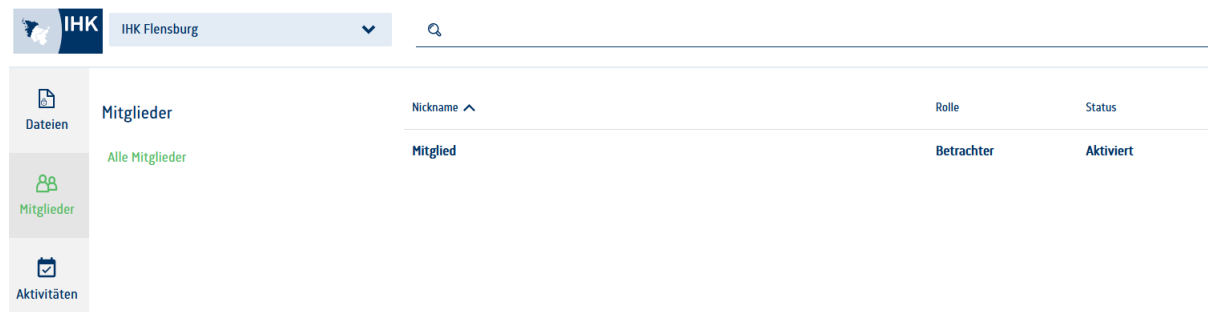 IHK
IHK Flensburg
Dateien
Mitglieder
Aktivitäten
Mitglieder
Alle Mitglieder
Nickname Rolle Status
Mitglied Betrachter Aktiviert